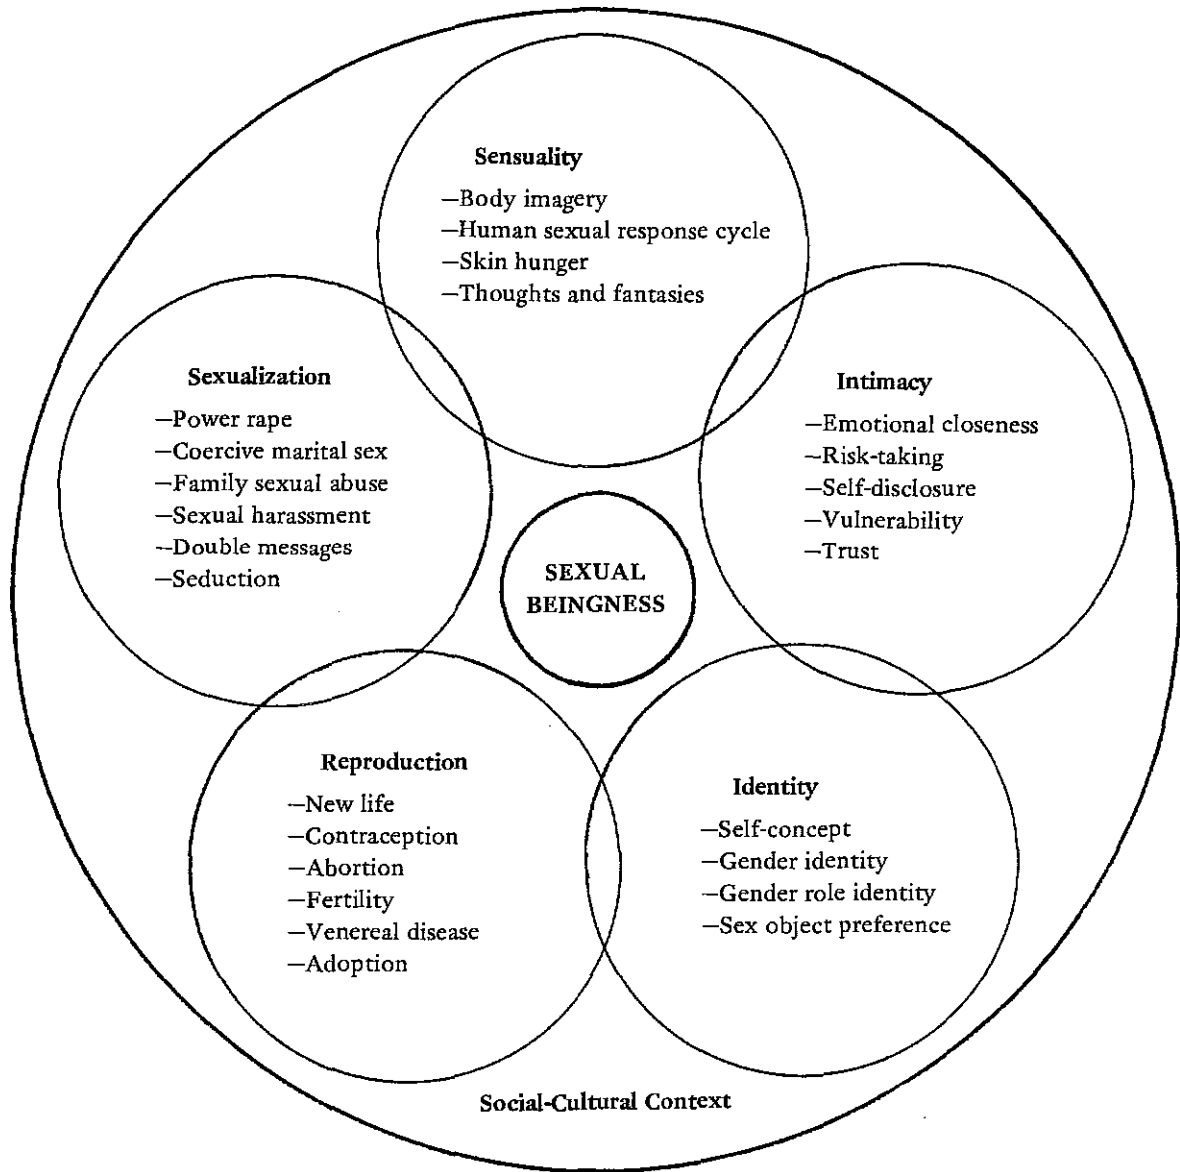 Sensuality
—Body imagery
—Human sexual response cycle
—Skin hunger
—Thoughts and fantasies
Sexualization
—Power rape
—Coercive marital sex
—Family sexual abuse
—Sexual harassment
—Double messages
—Seduction
Intimacy
—Emotional closeness
—Risk-taking
—Self-disclosure
—Vulnerability
—Trust
SEXUAL
BEINGNESS
Reproduction
—New life
—Contraception
—Abortion
—Fertility
—Venereal disease
—Adoption
Identity
—Self-concept
—Gender identity
—Gender role identity
—Sex object preference
Social-Cultural Context